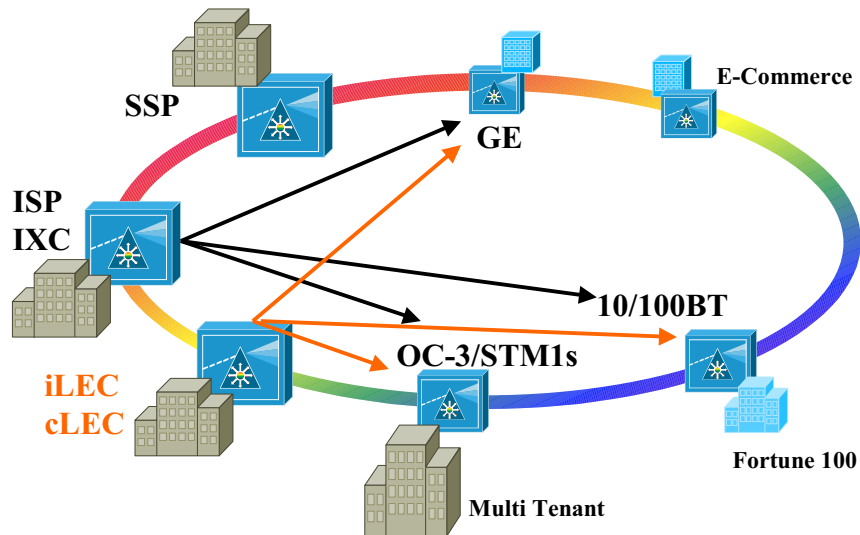 E-Commerce
SSP
GE
ISP
IXC
10/100BT
OC-3/STM1s
iLEC
cLEC
Fortune 100
Multi Tenant